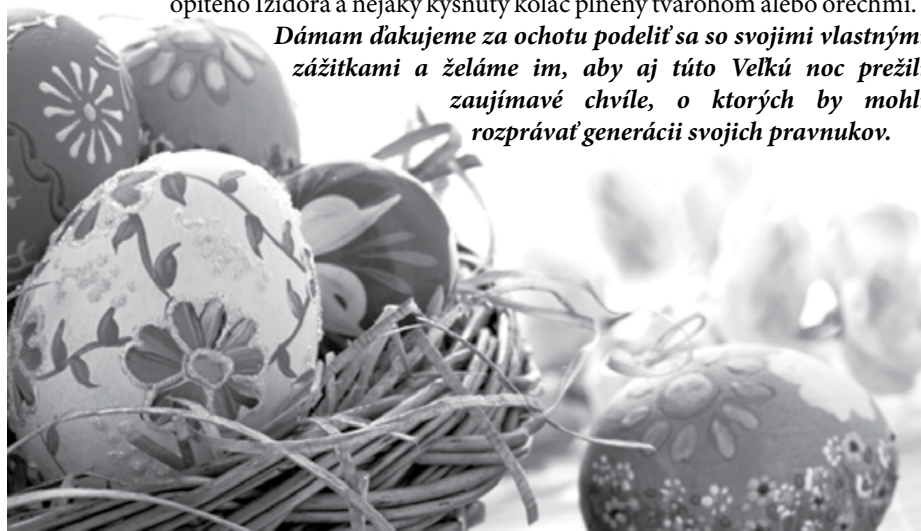 opitého Izidora a nejaký kysnutý koláč plnený tvarohom alebo orechmi.
Dámam ďakujeme za ochotu podeliť sa so svojimi vlastným
zážitkami a želáme im, aby aj túto Veľkú noc prežil
zaujímavé chvíle, o ktorých by mohl
rozprávať generácii svojich pravnukov.